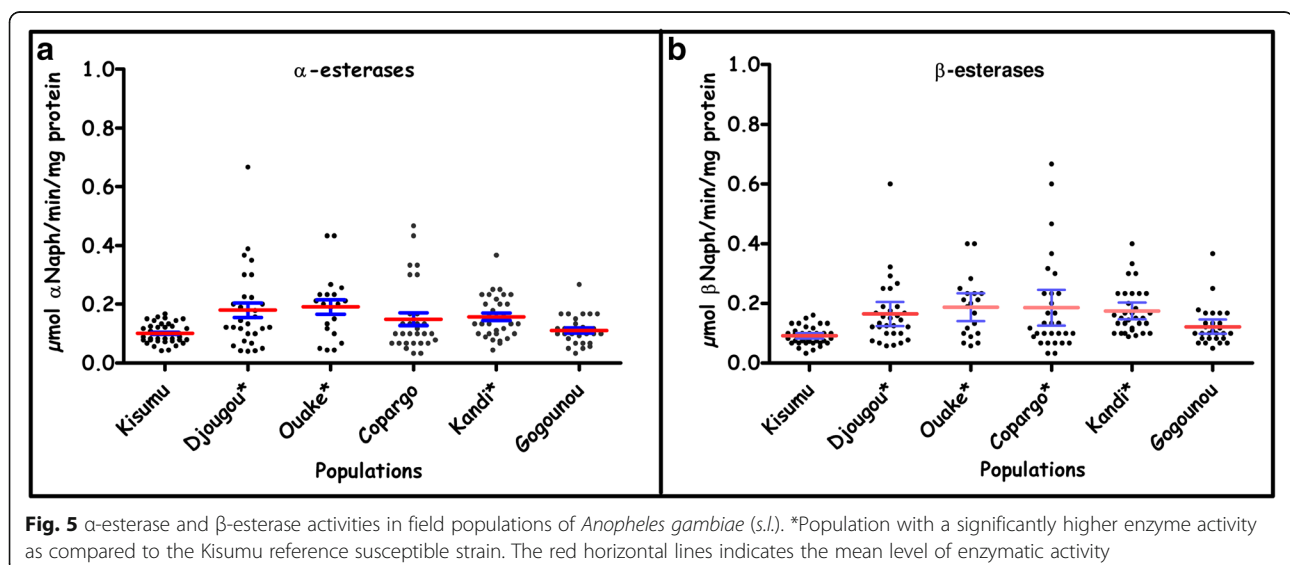 a
α-esterases
µmol αNaph/min/mg protein
1.0
0.8
0.6
0.4
0.2
0.0
Kisumu
Djougou*
Ouake*
Copargo
Kandi*
Gogounou
Populations
b
β-esterases
µmol βNaph/min/mg protein
1.0
0.8
0.6
0.4
0.2
0.0
Kisumu
Djougou*
Ouake*
Copargo*
Kandi*
Gogounou
Populations
Fig. 5 α-esterase and β-esterase activities in field populations of Anopheles gambiae (s.l.). *Population with a significantly higher enzyme activity
as compared to the Kisumu reference susceptible strain. The red horizontal lines indicates the mean level of enzymatic activity